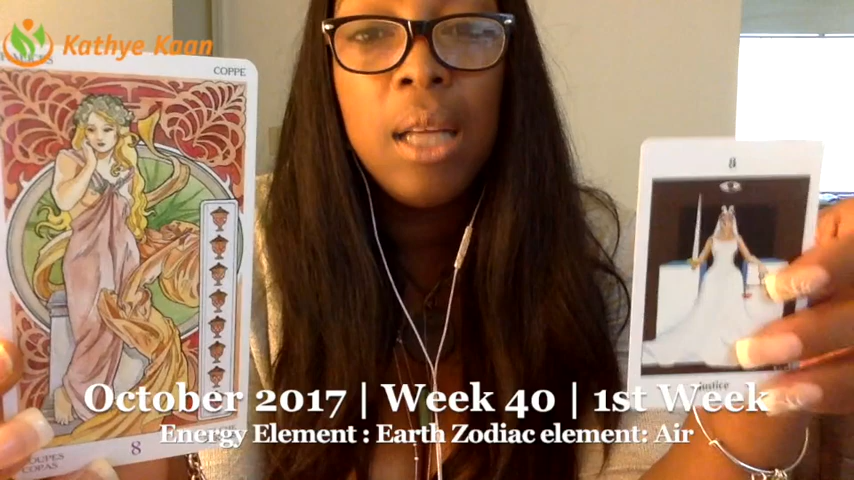 Kathye Kaan
COPPE
8
October 2017 | Week 40 | 1st Week
justice
Energy Element : Earth Zodiac element: Air
8
COUPES
COPAS